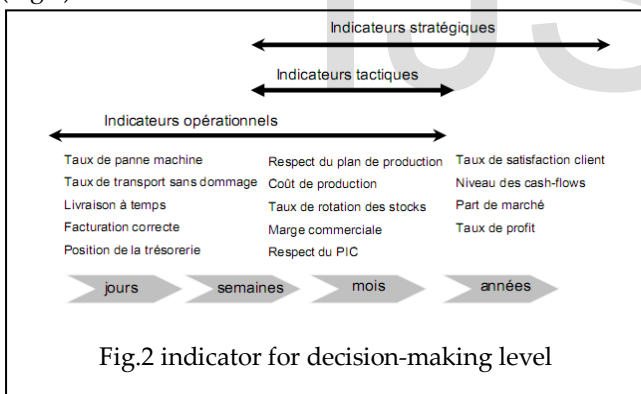 Indicateurs stratégiques
Indicateurs tactiques
Indicateurs opérationnels
Taux de panne machine
Taux de transport sans dommage
Livraison à temps
Facturation correcte
Position de la trésorerie
Respect du plan de production
Coût de production
Taux de rotation des stocks
Marge commerciale
Respect du PIC
Taux de satisfaction client
Niveau des cash-flows
Part de marché
Taux de profit
jours
semaines
mois
années
Fig.2 indicator for decision-making level